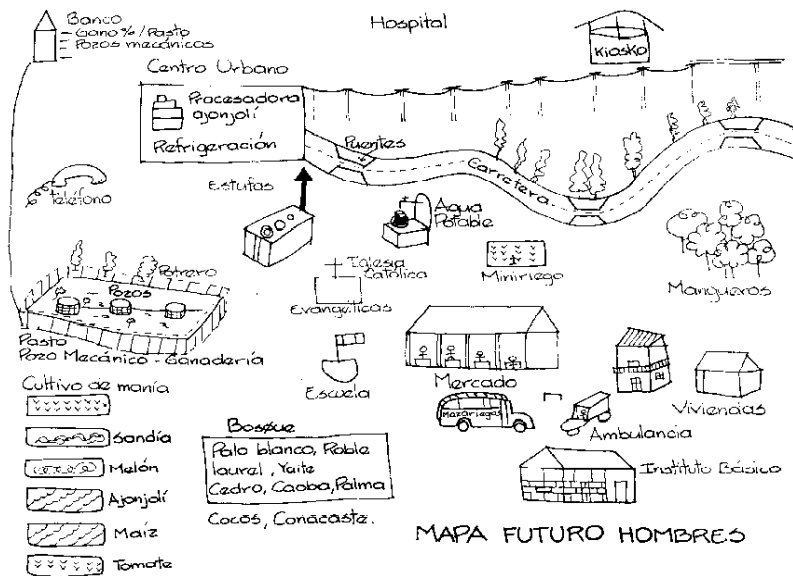 Banco
Gano %/Pasto
Pozos mecánicos
Hospital
Kiosko
Centro Urbano
Procesadora
ajonjolí
Refrigeración
Puentes
Carretera
Estufas
teléfono
Agua
Potable
Iglesia
Católica
Evangélicas
Miniriego
Mangueros
Potrero
Pozos
Pasto
Pozo Mecánico - Ganadería
Escuela
Mercado
Viviendas
Mazariegos
Ambulancia
Instituto Básico
Cultivo de manía
Sandía
Melón
Ajonjolí
Maíz
Tomate
Bosque
Palo blanco, Roble
laurel, Yaite
Cedro, Caoba, Palma
Cocos, Conacaste.
MAPA FUTURO HOMBRES